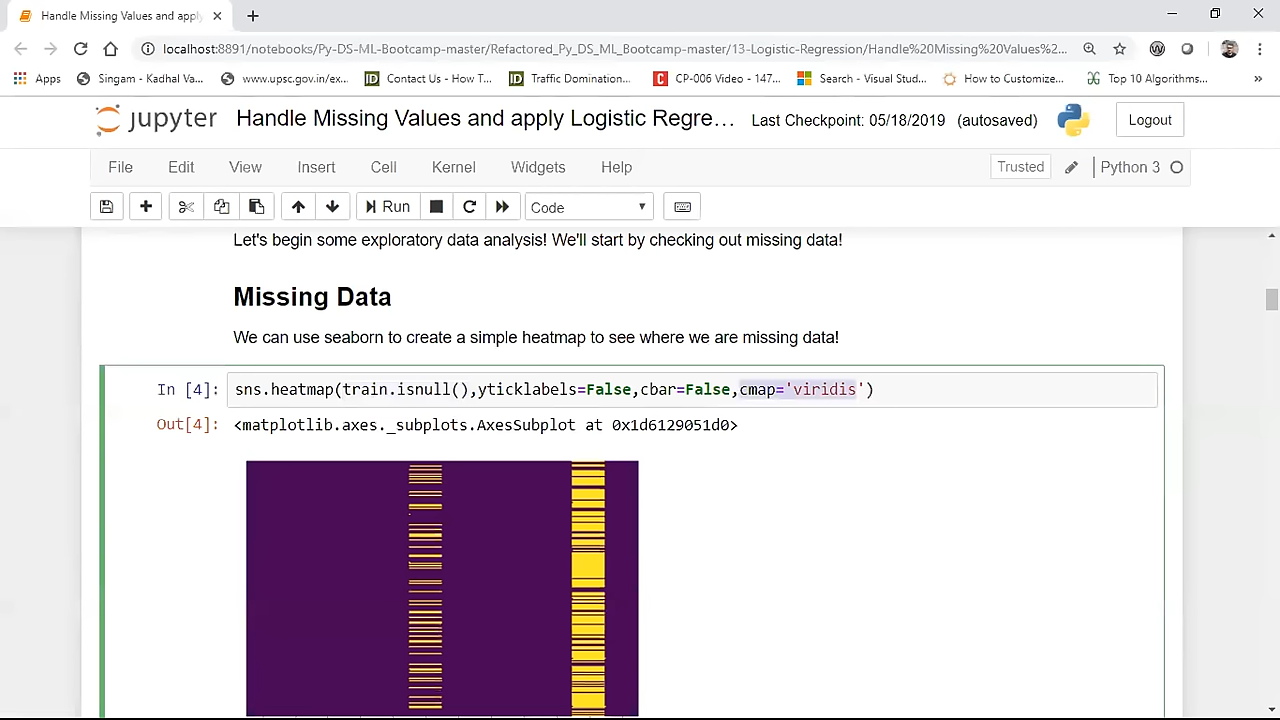 Handle Missing Values and apply
localhost:8891/notebooks/Py-DS-ML-Bootcamp-master/Refactored_Py_DS_ML_Bootcamp-master/13-Logistic-Regression/Handle%20Missing%20Values%2...
Apps Singam - Kadhal Va... www.upsc.gov.in/ex... Contact Us - How T... Traffic Domination... CP-006 Video - 147... Search - Visual Stud... How to Customize... Top 10 Algorithms... »
jupyter Handle Missing Values and apply Logistic Regre... Last Checkpoint: 05/18/2019 (autosaved) Logout
File Edit View Insert Cell Kernel Widgets Help Trusted Python 3
Run Code
Let's begin some exploratory data analysis! We'll start by checking out missing data!
Missing Data
We can use seaborn to create a simple heatmap to see where we are missing data!
In [4]: sns.heatmap(train.isnull(),yticklabels=False,cbar=False,cmap='viridis')
Out[4]: <matplotlib.axes._subplots.AxesSubplot at 0x1d6129051d0>